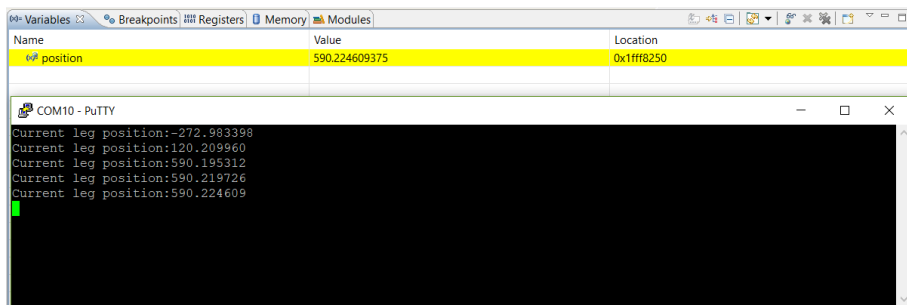 Variables Breakpoints Registers Memory Modules
Name Value Location
position 590.224609375 0x1fff8250
COM10 - PuTTY
Current leg position:-272.983398
Current leg position:120.209960
Current leg position:590.195312
Current leg position:590.219726
Current leg position:590.224609